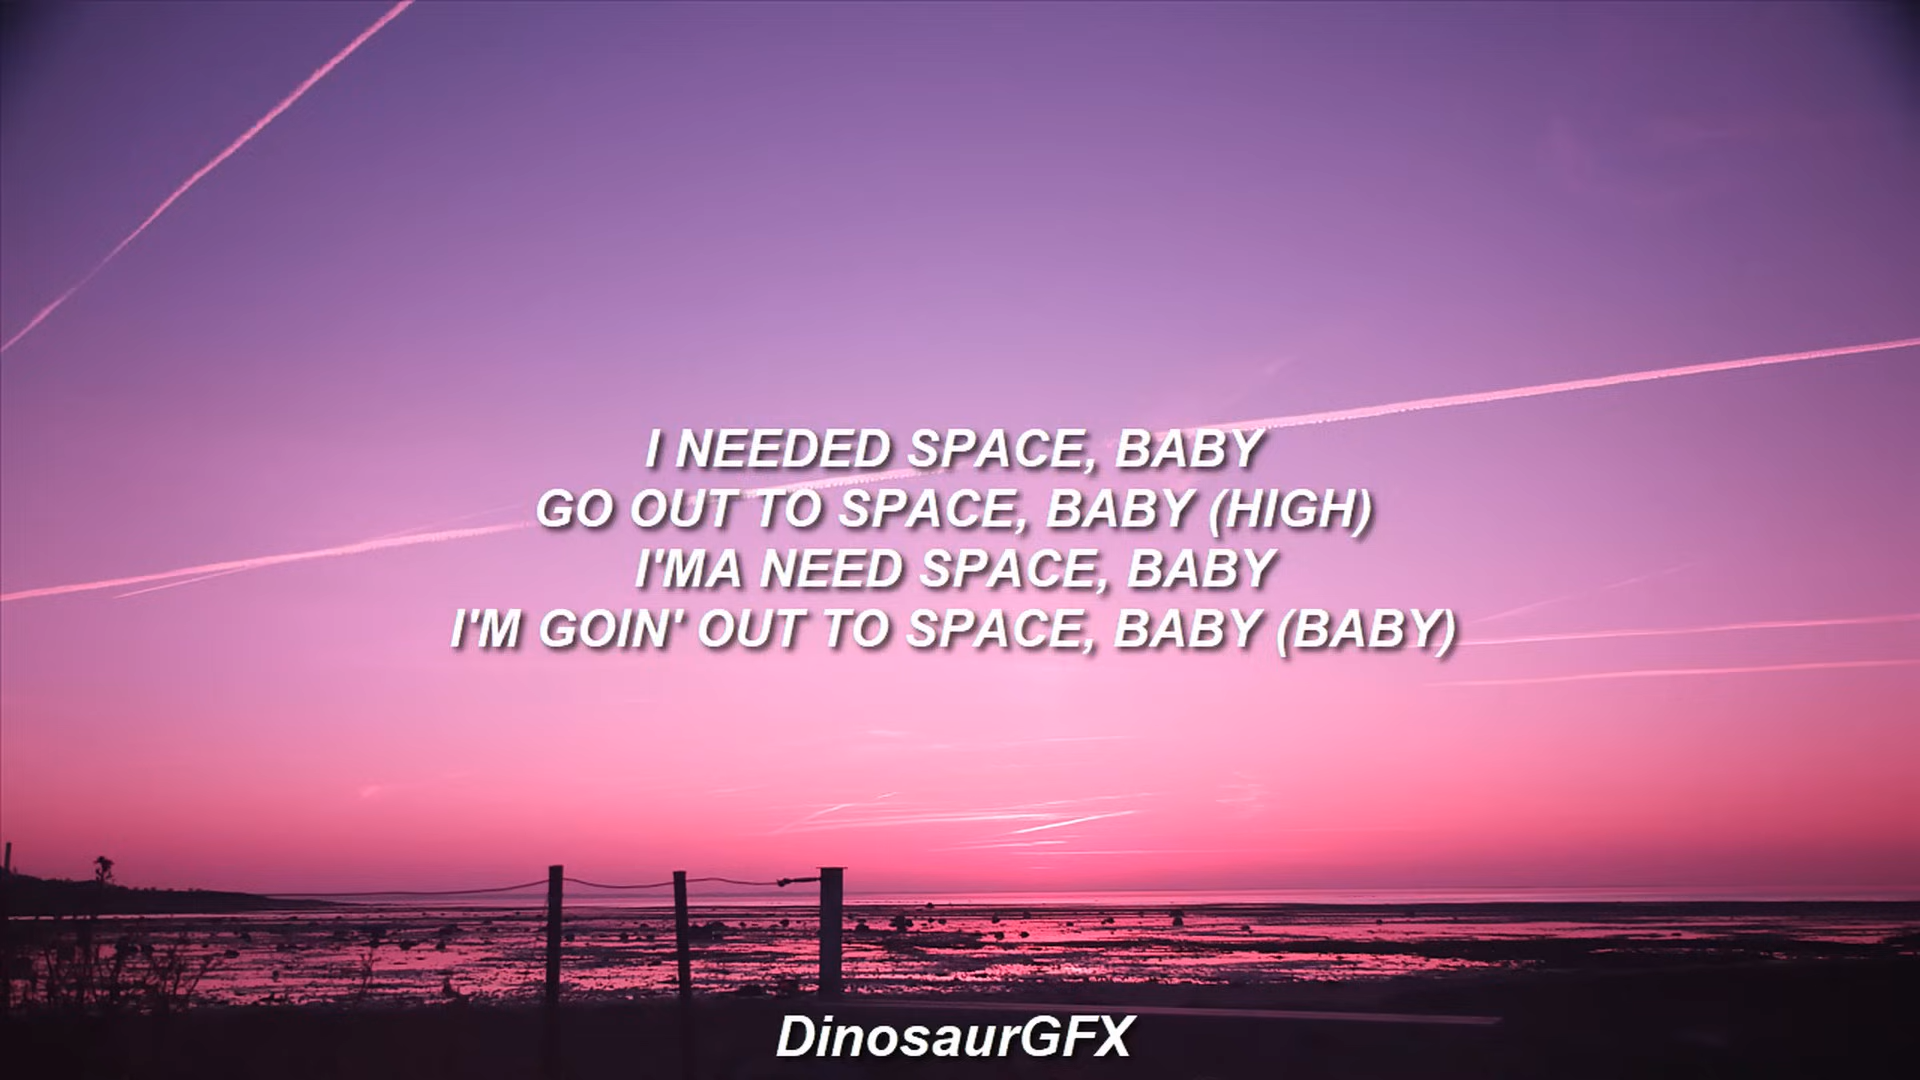 I NEEDED SPACE, BABY
GO OUT TO SPACE, BABY (HIGH)
I'MA NEED SPACE, BABY
I'M GOIN' OUT TO SPACE, BABY (BABY)
DinosaurGFX